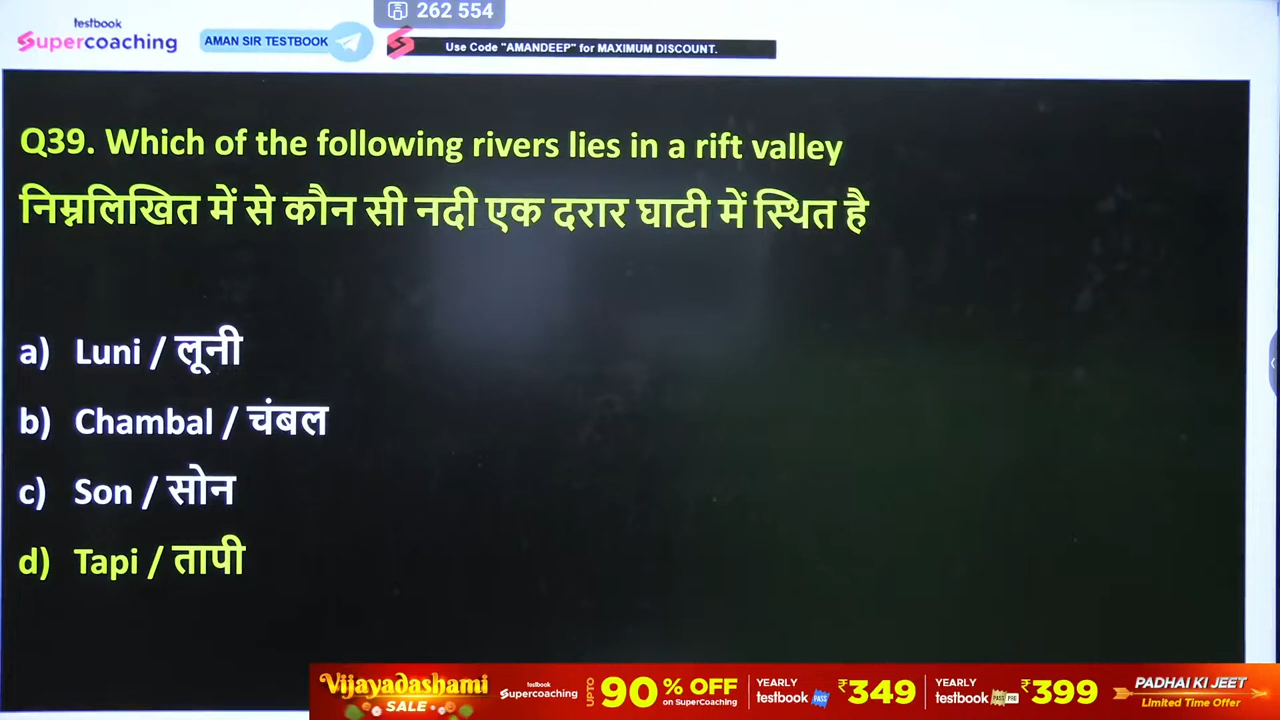 262 554
testbook
Supercoaching
AMAN SIR TESTBOOK
Use Code "AMANDEEP" for MAXIMUM DISCOUNT.
Q39. Which of the following rivers lies in a rift valley
निम्नलिखित में से कौन सी नदी एक दरार घाटी में स्थित है
a) Luni / लूनी
b) Chambal / चंबल
c) Son / सोन
d) Tapi / तापी
Vijayadashami
SALE
testbook
Supercoaching
UPTO 90% OFF
on SuperCoaching
YEARLY
testbook PASS ₹349
YEARLY
testbook PASS PRO ₹399
PADHAI KI JEET
Limited Time Offer